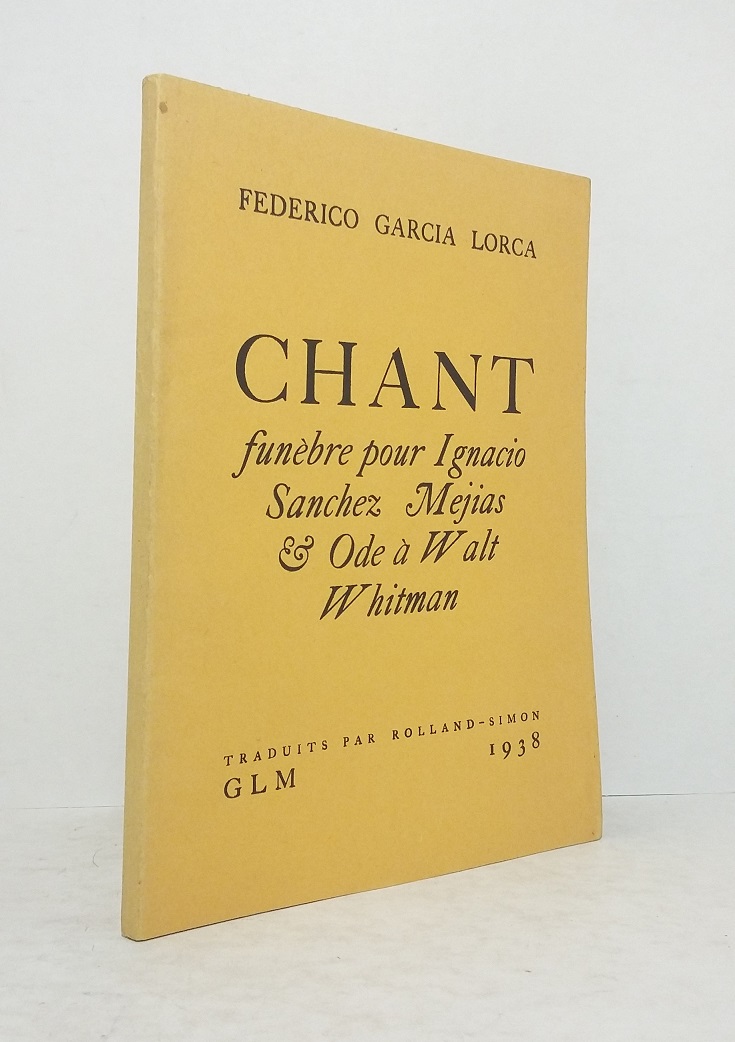 FEDERICO GARCIA LORCA
CHANT
funèbre pour Ignacio
Sanchez Mejias
& Ode à Walt
Whitman
TRADUITS PAR ROLLAND-SIMON
GLM 1938